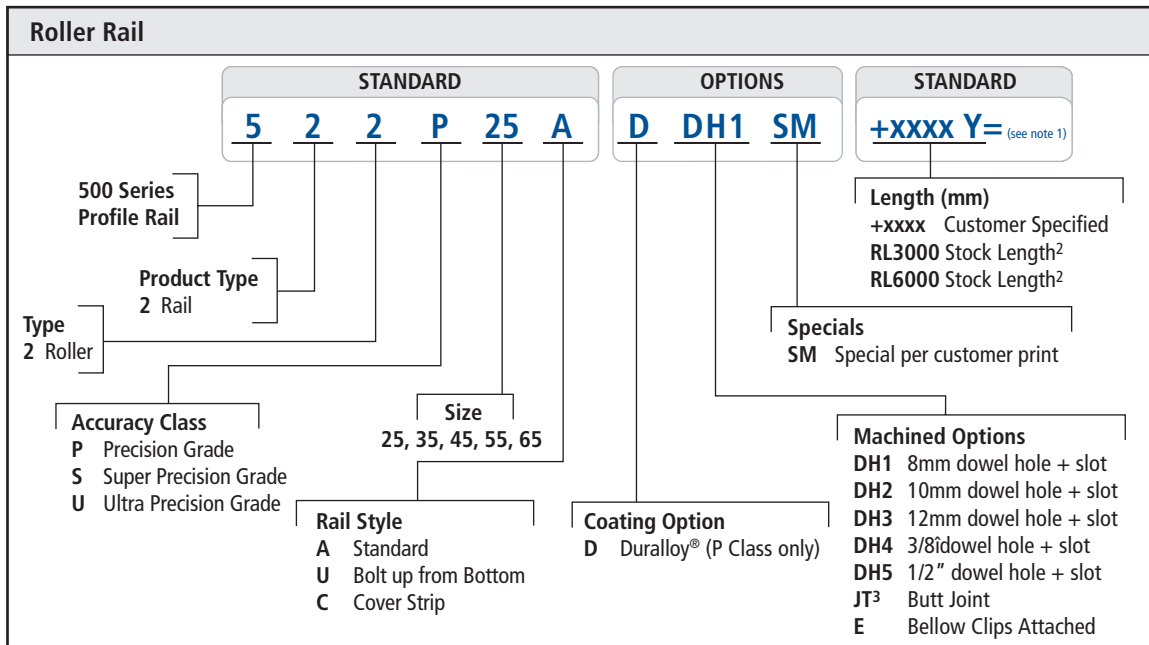 Roller Rail
STANDARD OPTIONS STANDARD
5 2 2 P 25 A D DH1 SM +xxxx Y= (see note 1)
500 Series
Profile Rail
Product Type
2 Rail
Type
2 Roller
Accuracy Class
P Precision Grade
S Super Precision Grade
U Ultra Precision Grade
Size
25, 35, 45, 55, 65
Rail Style
A Standard
U Bolt up from Bottom
C Cover Strip
Coating Option
D Duralloy® (P Class only)
Length (mm)
+xxxx Customer Specified
RL3000 Stock Length²
RL6000 Stock Length²
Specials
SM Special per customer print
Machined Options
DH1 8mm dowel hole + slot
DH2 10mm dowel hole + slot
DH3 12mm dowel hole + slot
DH4 3/8îdowel hole + slot
DH5 1/2″ dowel hole + slot
JT³ Butt Joint
E Bellow Clips Attached